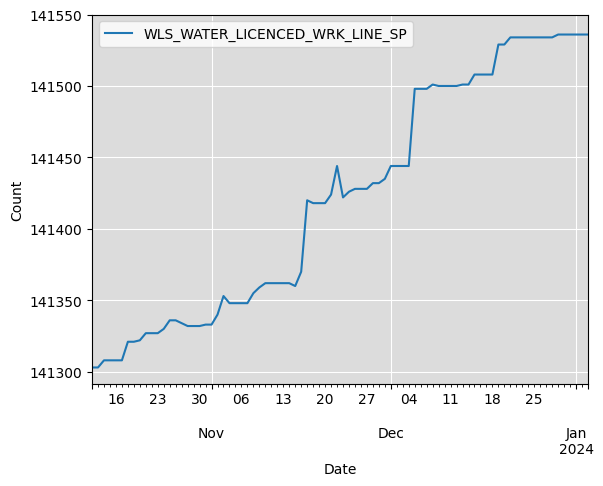 WLS_WATER_LICENCED_WRK_LINE_SP
141550
141500
141450
141400
141350
141300
Count
16 23 30 06 13 20 27 04 11 18 25
Nov Dec Jan
2024
Date